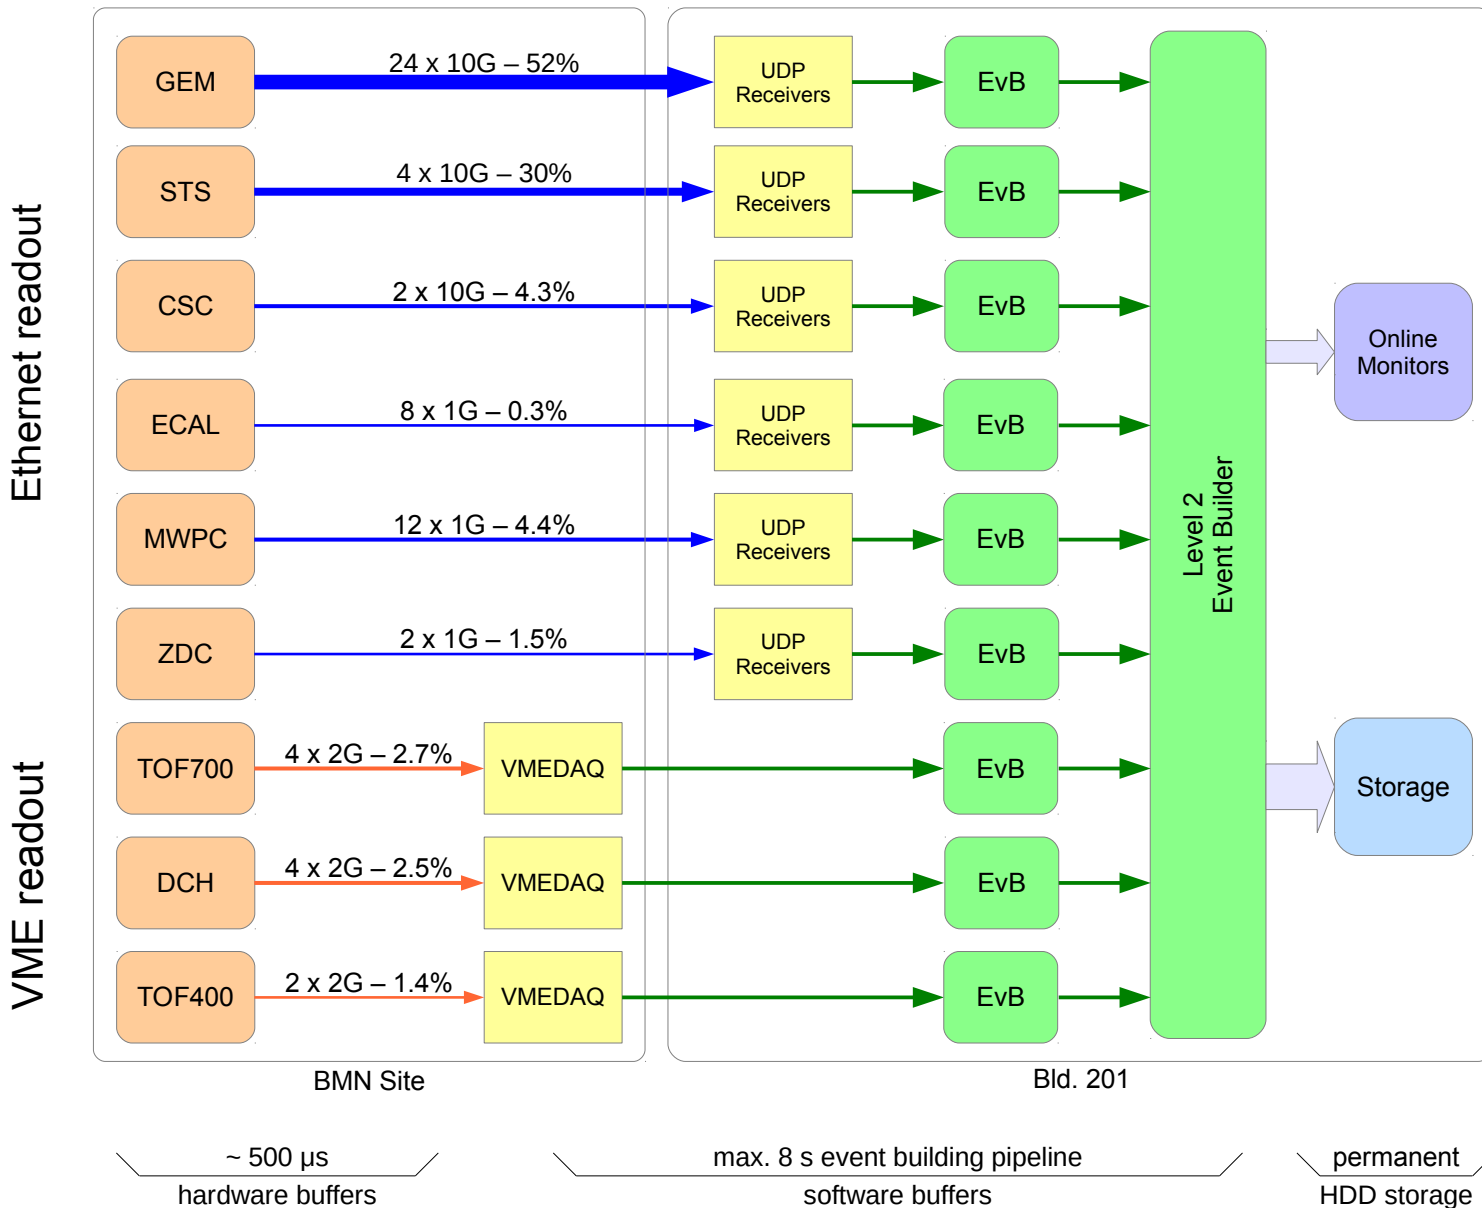 Ethernet readout
VME readout
GEM
24 x 10G – 52%
UDP
Receivers
EvB
STS
4 x 10G – 30%
UDP
Receivers
EvB
CSC
2 x 10G – 4.3%
UDP
Receivers
EvB
ECAL
8 x 1G – 0.3%
UDP
Receivers
EvB
MWPC
12 x 1G – 4.4%
UDP
Receivers
EvB
ZDC
2 x 1G – 1.5%
UDP
Receivers
EvB
TOF700
4 x 2G – 2.7%
VMEDAQ
EvB
DCH
4 x 2G – 2.5%
VMEDAQ
EvB
TOF400
2 x 2G – 1.4%
VMEDAQ
EvB
Level 2
Event Builder
Online
Monitors
Storage
BMN Site
Bld. 201
~ 500 µs
hardware buffers
max. 8 s event building pipeline
software buffers
permanent
HDD storage